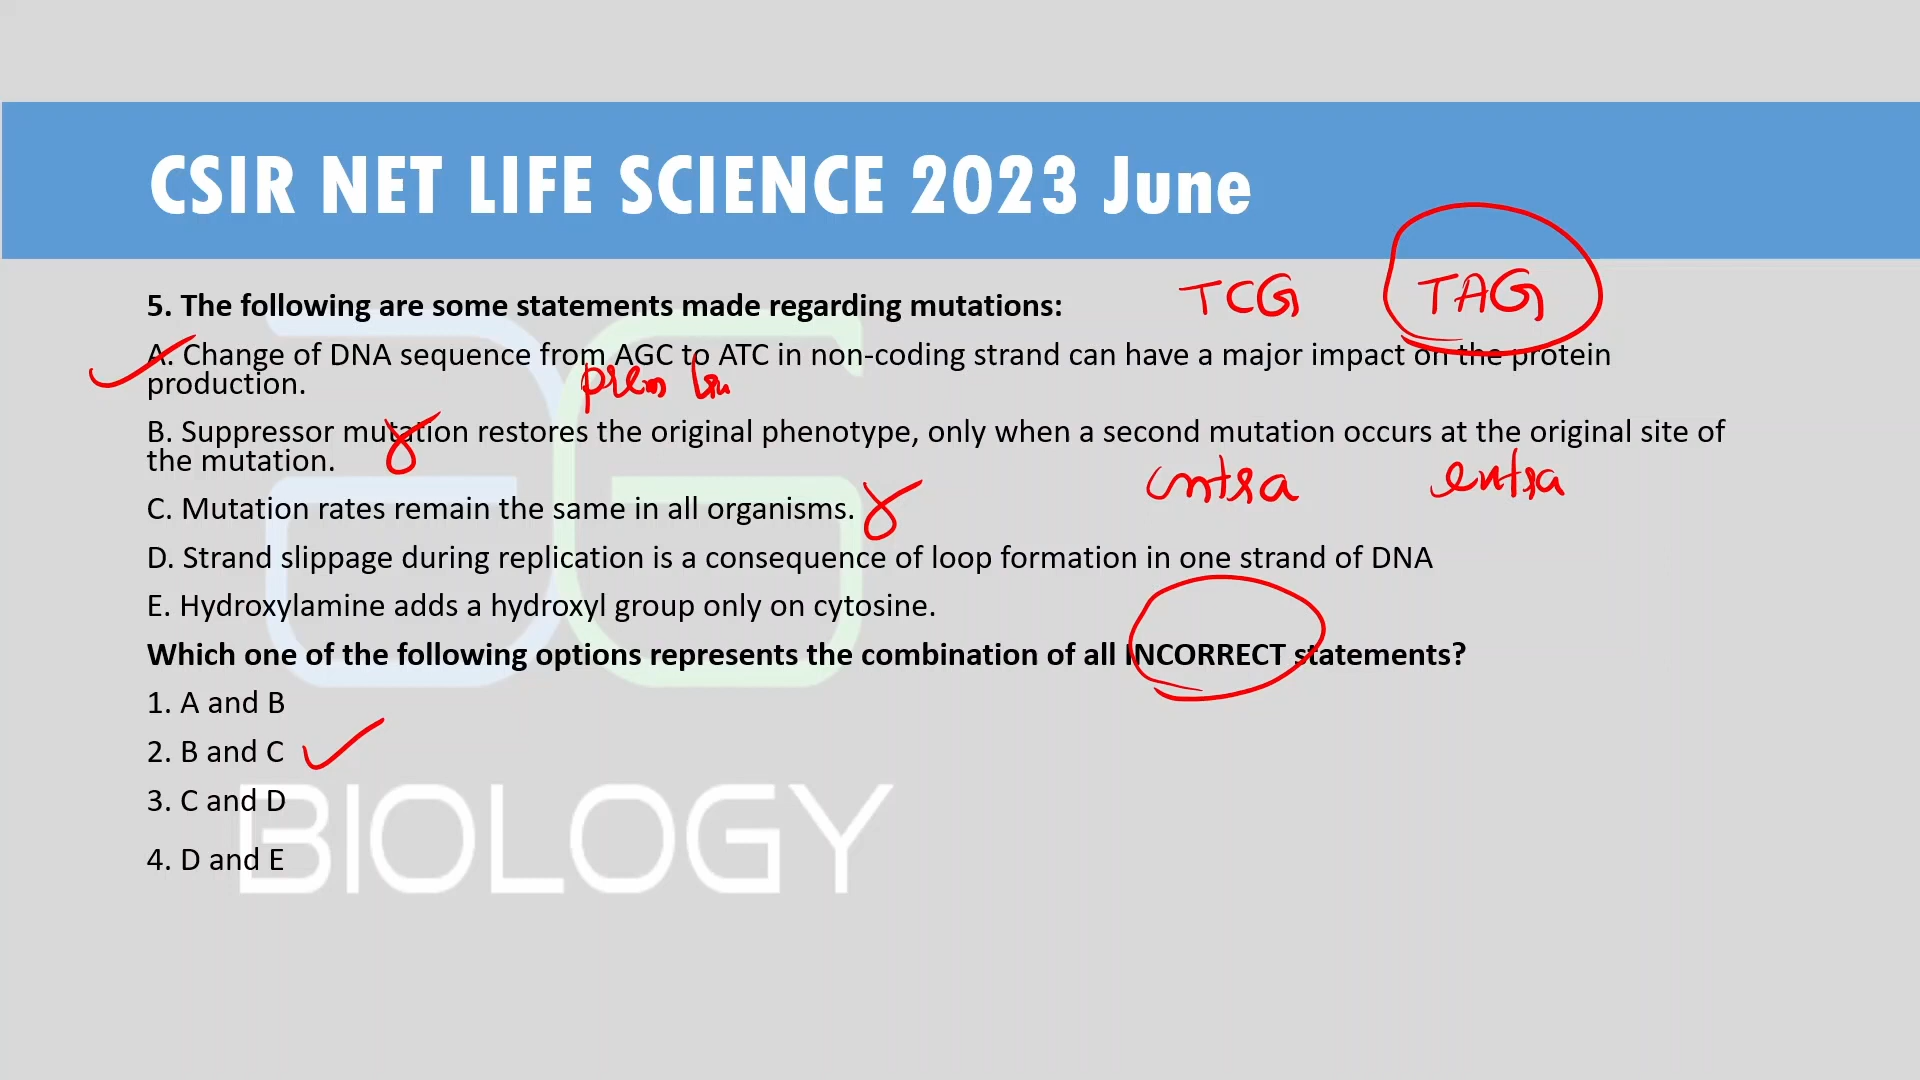 CSIR NET LIFE SCIENCE 2023 June
TCG TAG
5. The following are some statements made regarding mutations:
A. Change of DNA sequence from AGC to ATC in non-coding strand can have a major impact on the protein
production.
B. Suppressor mutation restores the original phenotype, only when a second mutation occurs at the original site of
the mutation.
intra extra
C. Mutation rates remain the same in all organisms.
D. Strand slippage during replication is a consequence of loop formation in one strand of DNA
E. Hydroxylamine adds a hydroxyl group only on cytosine.
Which one of the following options represents the combination of all INCORRECT statements?
1. A and B
2. B and C
3. C and D
4. D and E
BIOLOGY